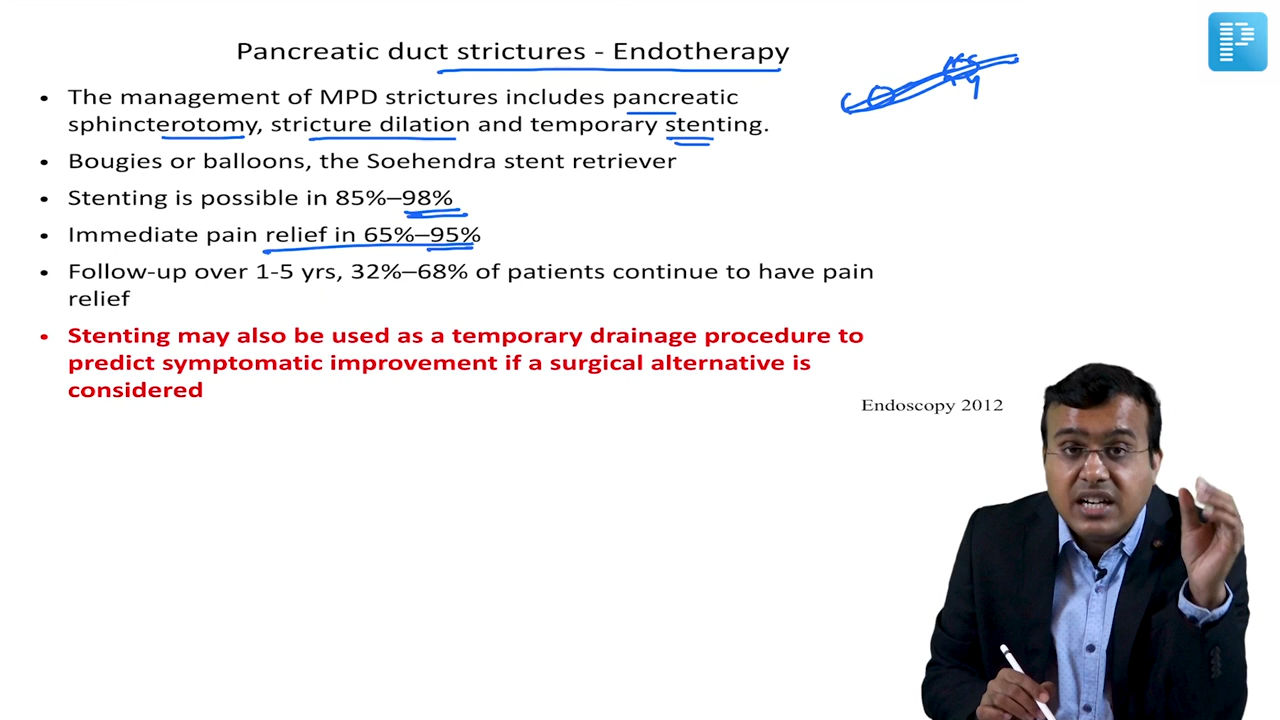 Pancreatic duct strictures - Endotherapy
• The management of MPD strictures includes pancreatic
sphincterotomy, stricture dilation and temporary stenting.
• Bougies or balloons, the Soehendra stent retriever
• Stenting is possible in 85%–98%
• Immediate pain relief in 65%–95%
• Follow-up over 1-5 yrs, 32%–68% of patients continue to have pain
relief
• Stenting may also be used as a temporary drainage procedure to
predict symptomatic improvement if a surgical alternative is
considered
Endoscopy 2012